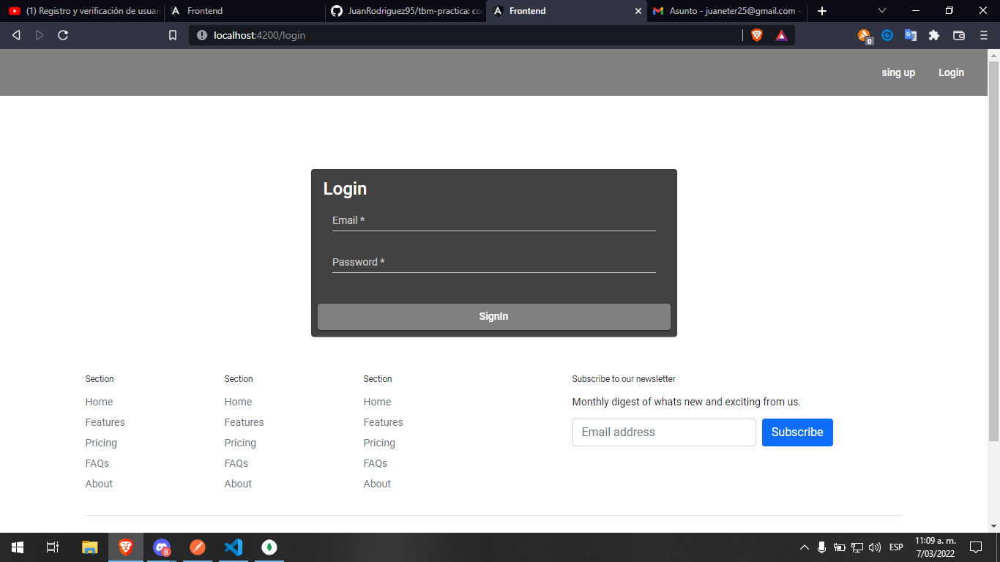 (1) Registro y verificación de usuar
Frontend
JuanRodriguez95/tbm-practica: co
Frontend
Asunto - juaneter25@gmail.com -
localhost:4200/login
0
sing up
Login
Login
Email *
Password *
SignIn
Section
Home
Features
Pricing
FAQs
About
Section
Home
Features
Pricing
FAQs
About
Section
Home
Features
Pricing
FAQs
About
Subscribe to our newsletter
Monthly digest of whats new and exciting from us.
Email address
Subscribe
8
ESP
11:09 a. m.
7/03/2022